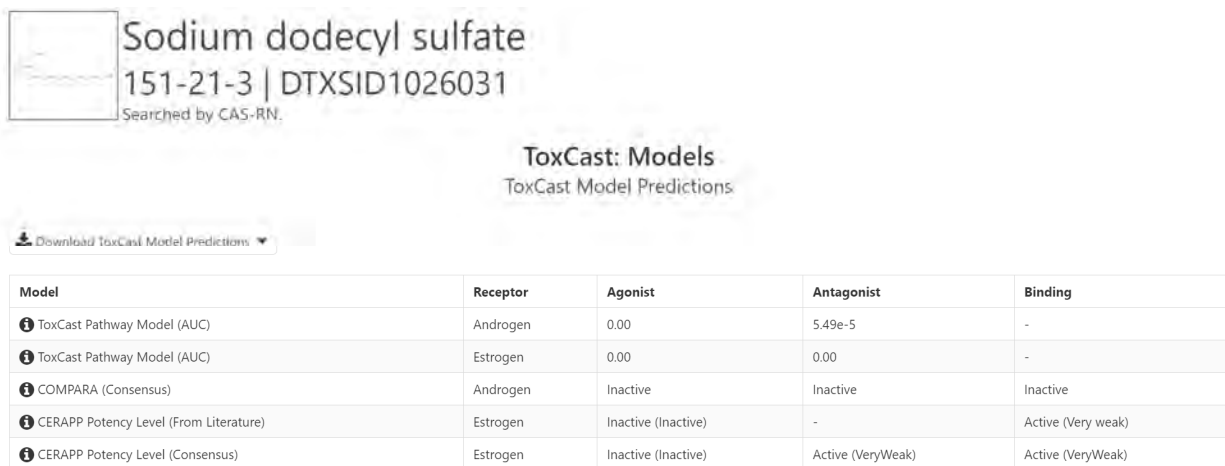 Sodium dodecyl sulfate
151-21-3 | DTXSID1026031
Searched by CAS-RN.
ToxCast: Models
ToxCast Model Predictions
Download ToxCast Model Predictions
Model Receptor Agonist Antagonist Binding
ToxCast Pathway Model (AUC) Androgen 0.00 5.49e-5 -
ToxCast Pathway Model (AUC) Estrogen 0.00 0.00 -
COMPARA (Consensus) Androgen Inactive Inactive Inactive
CERAPP Potency Level (From Literature) Estrogen Inactive (Inactive) - Active (Very weak)
CERAPP Potency Level (Consensus) Estrogen Inactive (Inactive) Active (VeryWeak) Active (VeryWeak)